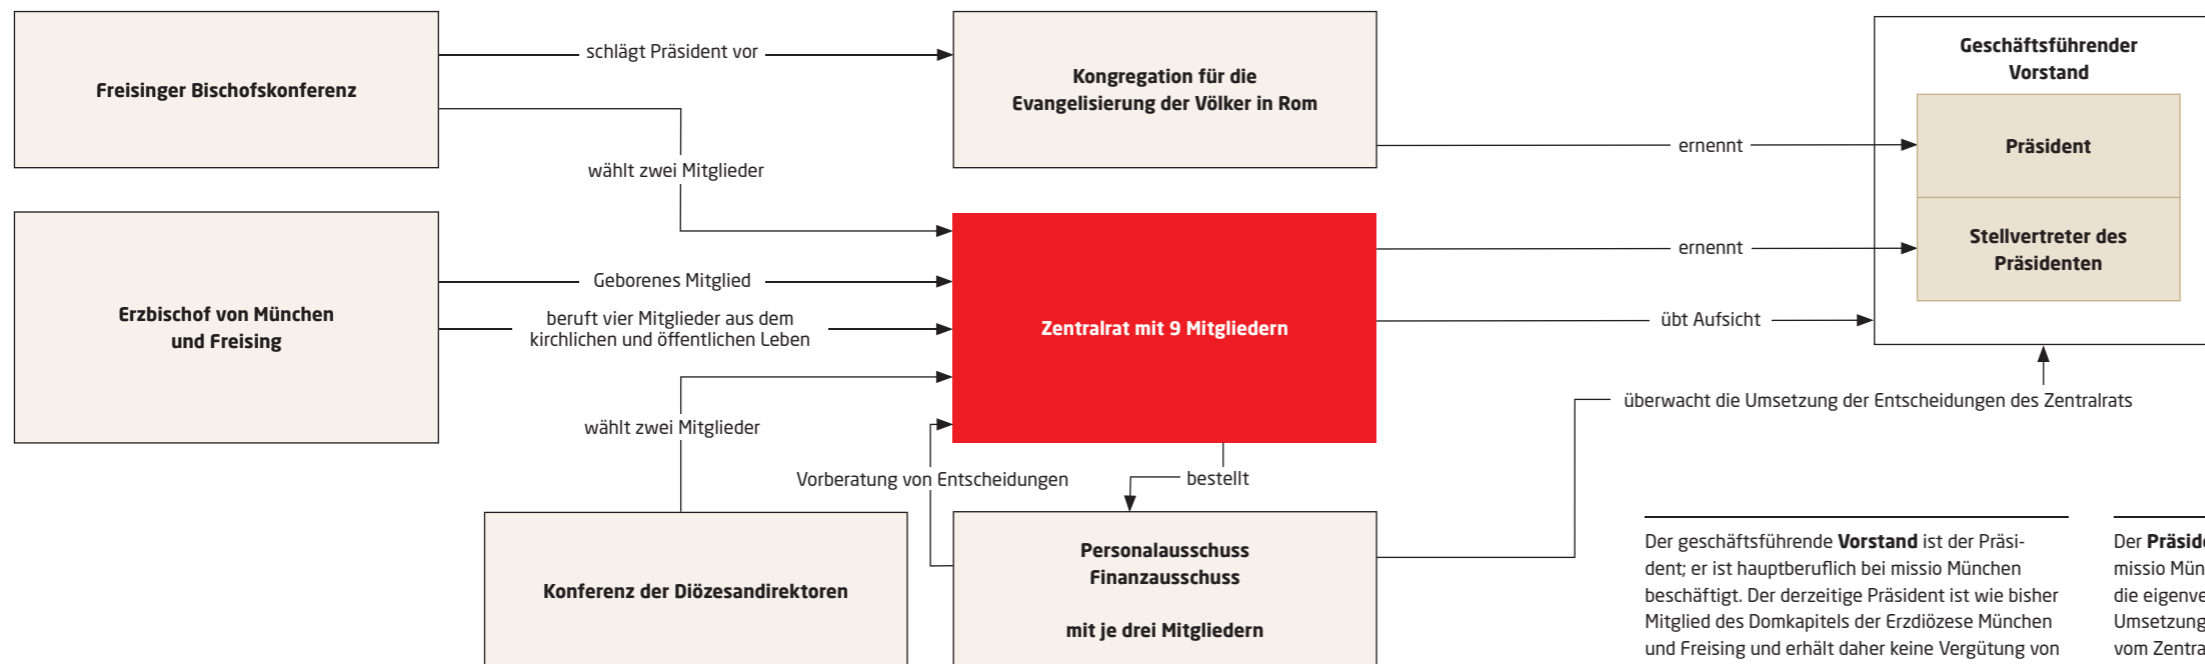 Freisinger Bischofskonferenz
schlägt Präsident vor
Kongregation für die
Evangelisierung der Völker in Rom
Geschäftsführender
Vorstand
ernennt
Präsident
wählt zwei Mitglieder
Erzbischof von München
und Freising
Geborenes Mitglied
beruft vier Mitglieder aus dem
kirchlichen und öffentlichen Leben
Zentralrat mit 9 Mitgliedern
ernennt
Stellvertreter des
Präsidenten
übt Aufsicht
wählt zwei Mitglieder
überwacht die Umsetzung der Entscheidungen des Zentralrats
Vorberatung von Entscheidungen
bestellt
Konferenz der Diözesandirektoren
Personalausschuss
Finanzausschuss
mit je drei Mitgliedern
Der geschäftsführende Vorstand ist der Präsi-
dent; er ist hauptberuflich bei missio München
beschäftigt. Der derzeitige Präsident ist wie bisher
Mitglied des Domkapitels der Erzdiözese München
und Freising und erhält daher keine Vergütung von
Der
missio
die
Umsetzung
vom